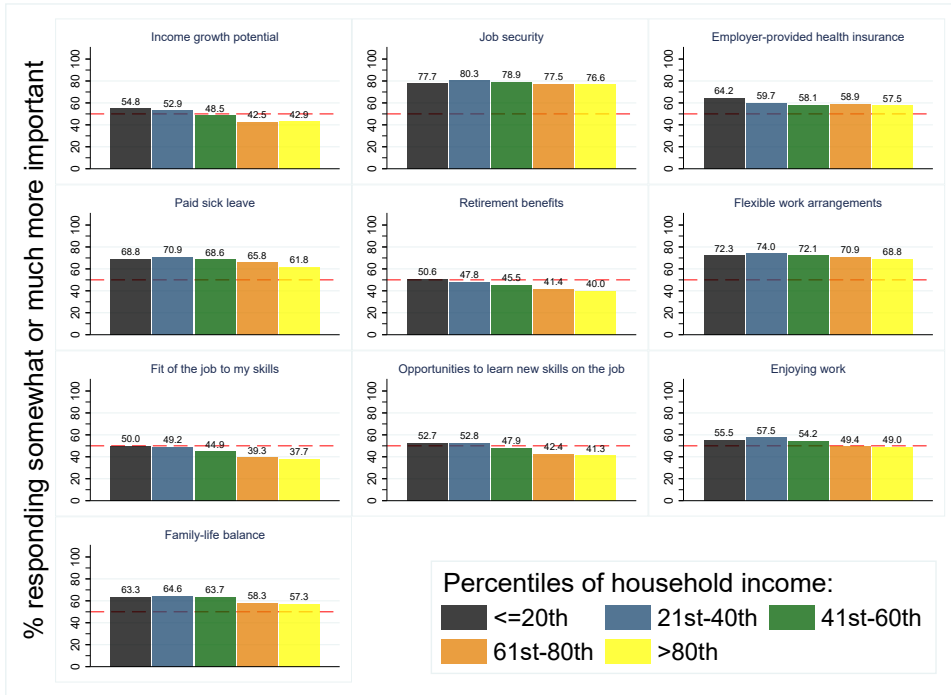 % responding somewhat or much more important
Income growth potential
0 20 40 60 80 100
54.8 52.9 48.5 42.5 42.9
Job security
0 20 40 60 80 100
77.7 80.3 78.9 77.5 76.6
Employer-provided health insurance
0 20 40 60 80 100
64.2 59.7 58.1 58.9 57.5
Paid sick leave
0 20 40 60 80 100
68.8 70.9 68.6 65.8 61.8
Retirement benefits
0 20 40 60 80 100
50.6 47.8 45.5 41.4 40.0
Flexible work arrangements
0 20 40 60 80 100
72.3 74.0 72.1 70.9 68.8
Fit of the job to my skills
0 20 40 60 80 100
50.0 49.2 44.9 39.3 37.7
Opportunities to learn new skills on the job
0 20 40 60 80 100
52.7 52.8 47.9 42.4 41.3
Enjoying work
0 20 40 60 80 100
55.5 57.5 54.2 49.4 49.0
Family-life balance
0 20 40 60 80 100
63.3 64.6 63.7 58.3 57.3
Percentiles of household income:
<=20th 21st-40th 41st-60th
61st-80th >80th